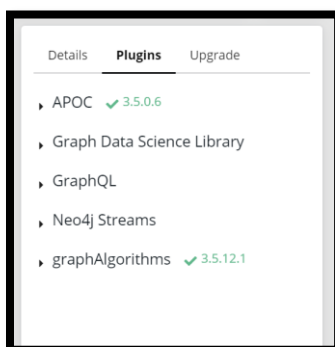 Details Plugins Upgrade
APOC 3.5.0.6
Graph Data Science Library
GraphQL
Neo4j Streams
graphAlgorithms 3.5.12.1